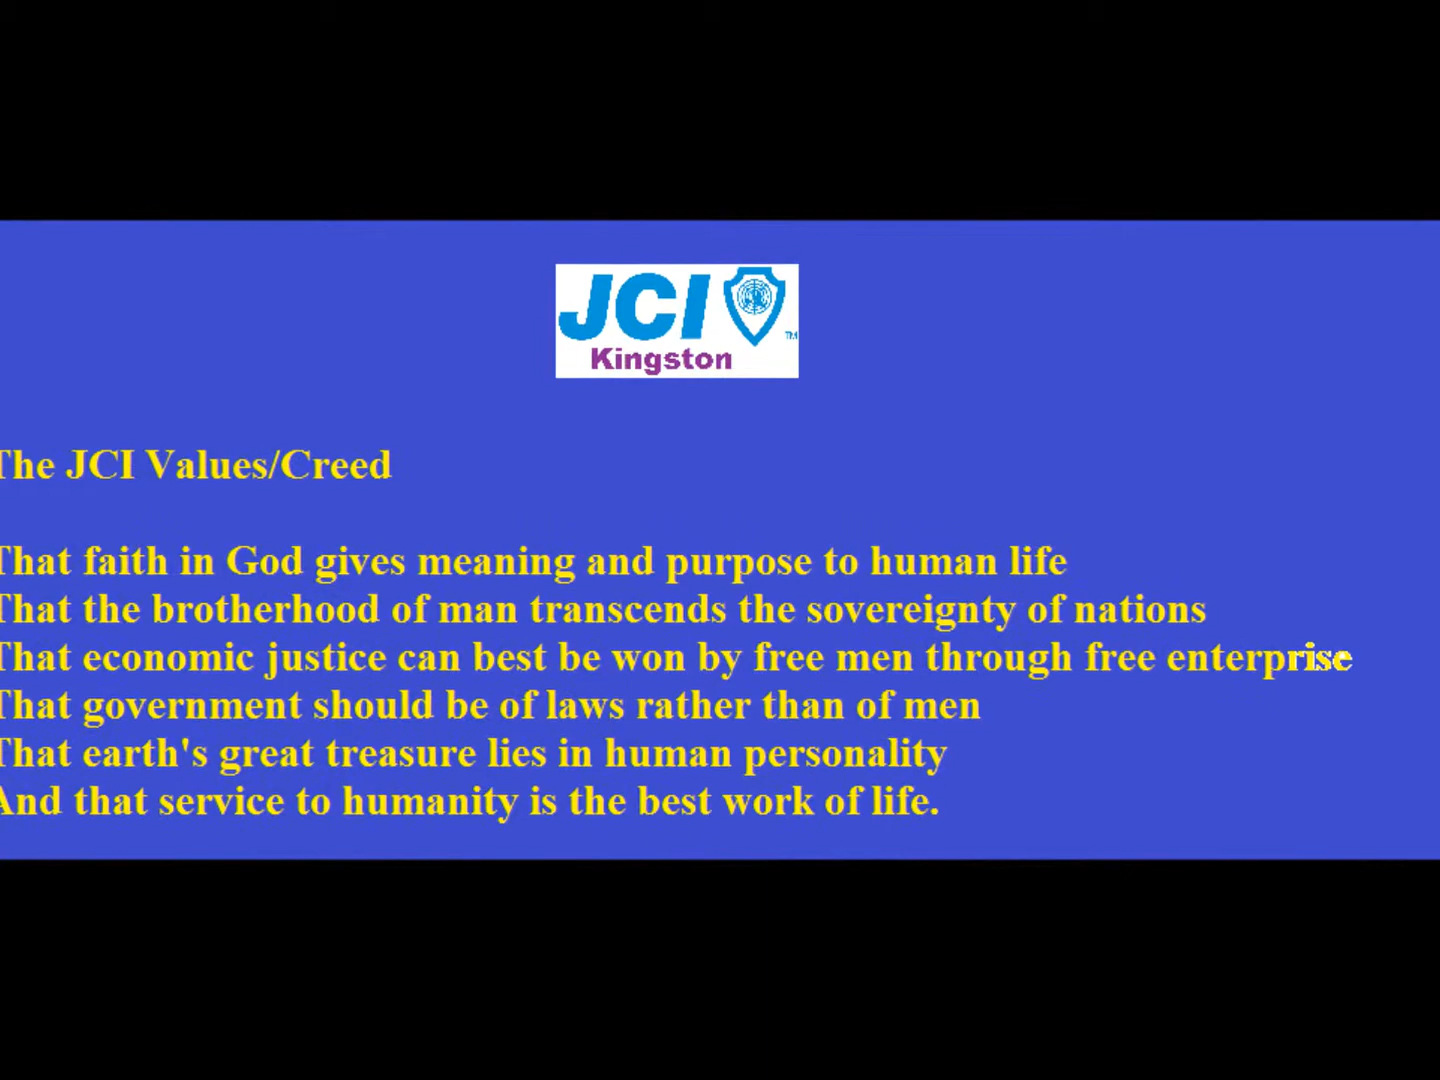 JCI
TM
Kingston
The JCI Values/Creed
That faith in God gives meaning and purpose to human life
That the brotherhood of man transcends the sovereignty of nations
That economic justice can best be won by free men through free enterprise
That government should be of laws rather than of men
That earth's great treasure lies in human personality
And that service to humanity is the best work of life.